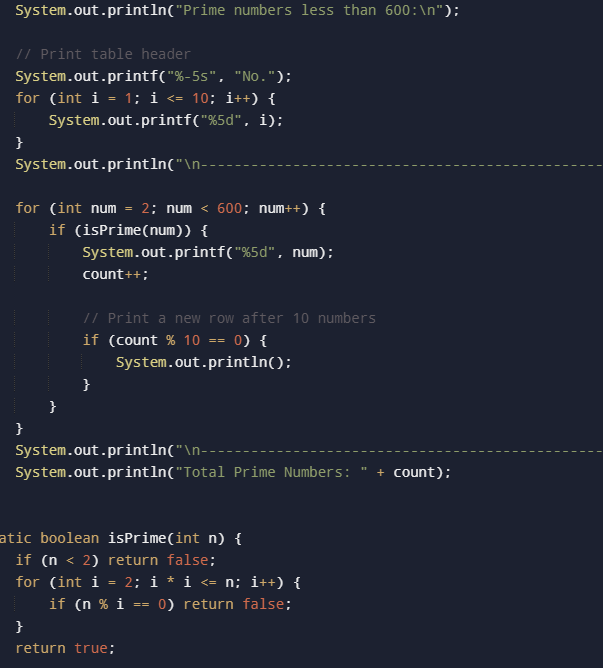 System.out.println("Prime numbers less than 600:\n");
// Print table header
System.out.printf("%-5s", "No.");
for (int i = 1; i <= 10; i++) {
System.out.printf("%5d", i);
}
System.out.println("\n------------------------------------------------
for (int num = 2; num < 600; num++) {
if (isPrime(num)) {
System.out.printf("%5d", num);
count++;
// Print a new row after 10 numbers
if (count % 10 == 0) {
System.out.println();
}
}
}
System.out.println("\n------------------------------------------------
System.out.println("Total Prime Numbers: " + count);
atic boolean isPrime(int n) {
if (n < 2) return false;
for (int i = 2; i * i <= n; i++) {
if (n % i == 0) return false;
}
return true;